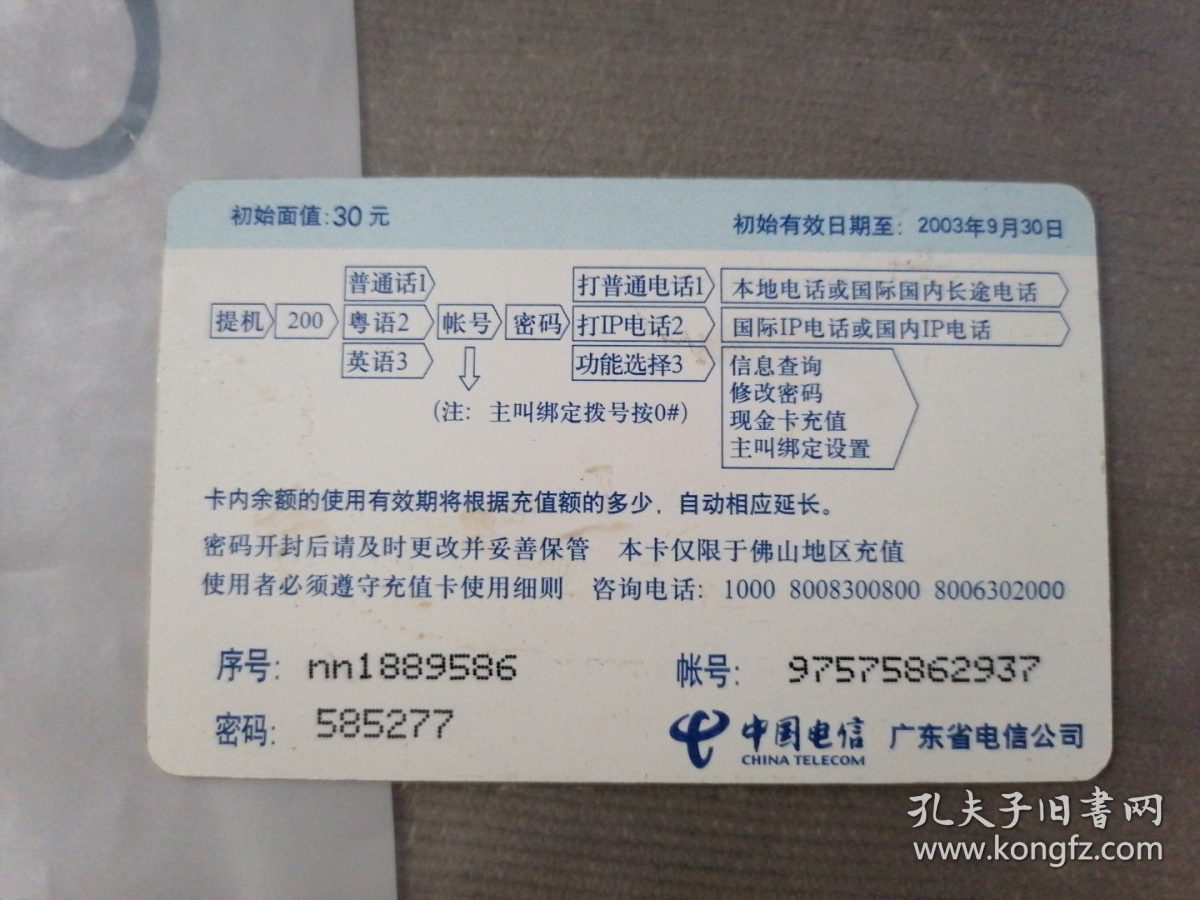 初始面值:30元
初始有效日期至: 2003年9月30日
普通话1
打普通电话1
本地电话或国际国内长途电话
提机
200
粤语2
帐号
密码
打IP电话2
国际IP电话或国内IP电话
英语3
功能选择3
信息查询
修改密码
现金卡充值
主叫绑定设置
(注: 主叫绑定拨号按0#)
卡内余额的使用有效期将根据充值额的多少, 自动相应延长。
密码开封后请及时更改并妥善保管 本卡仅限于佛山地区充值
使用者必须遵守充值卡使用细则 咨询电话: 1000 8008300800 8006302000
序号: nn1889586
帐号: 97575862937
密码: 585277
中国电信
CHINA TELECOM
广东省电信公司
孔夫子旧書网
www.kongfz.com